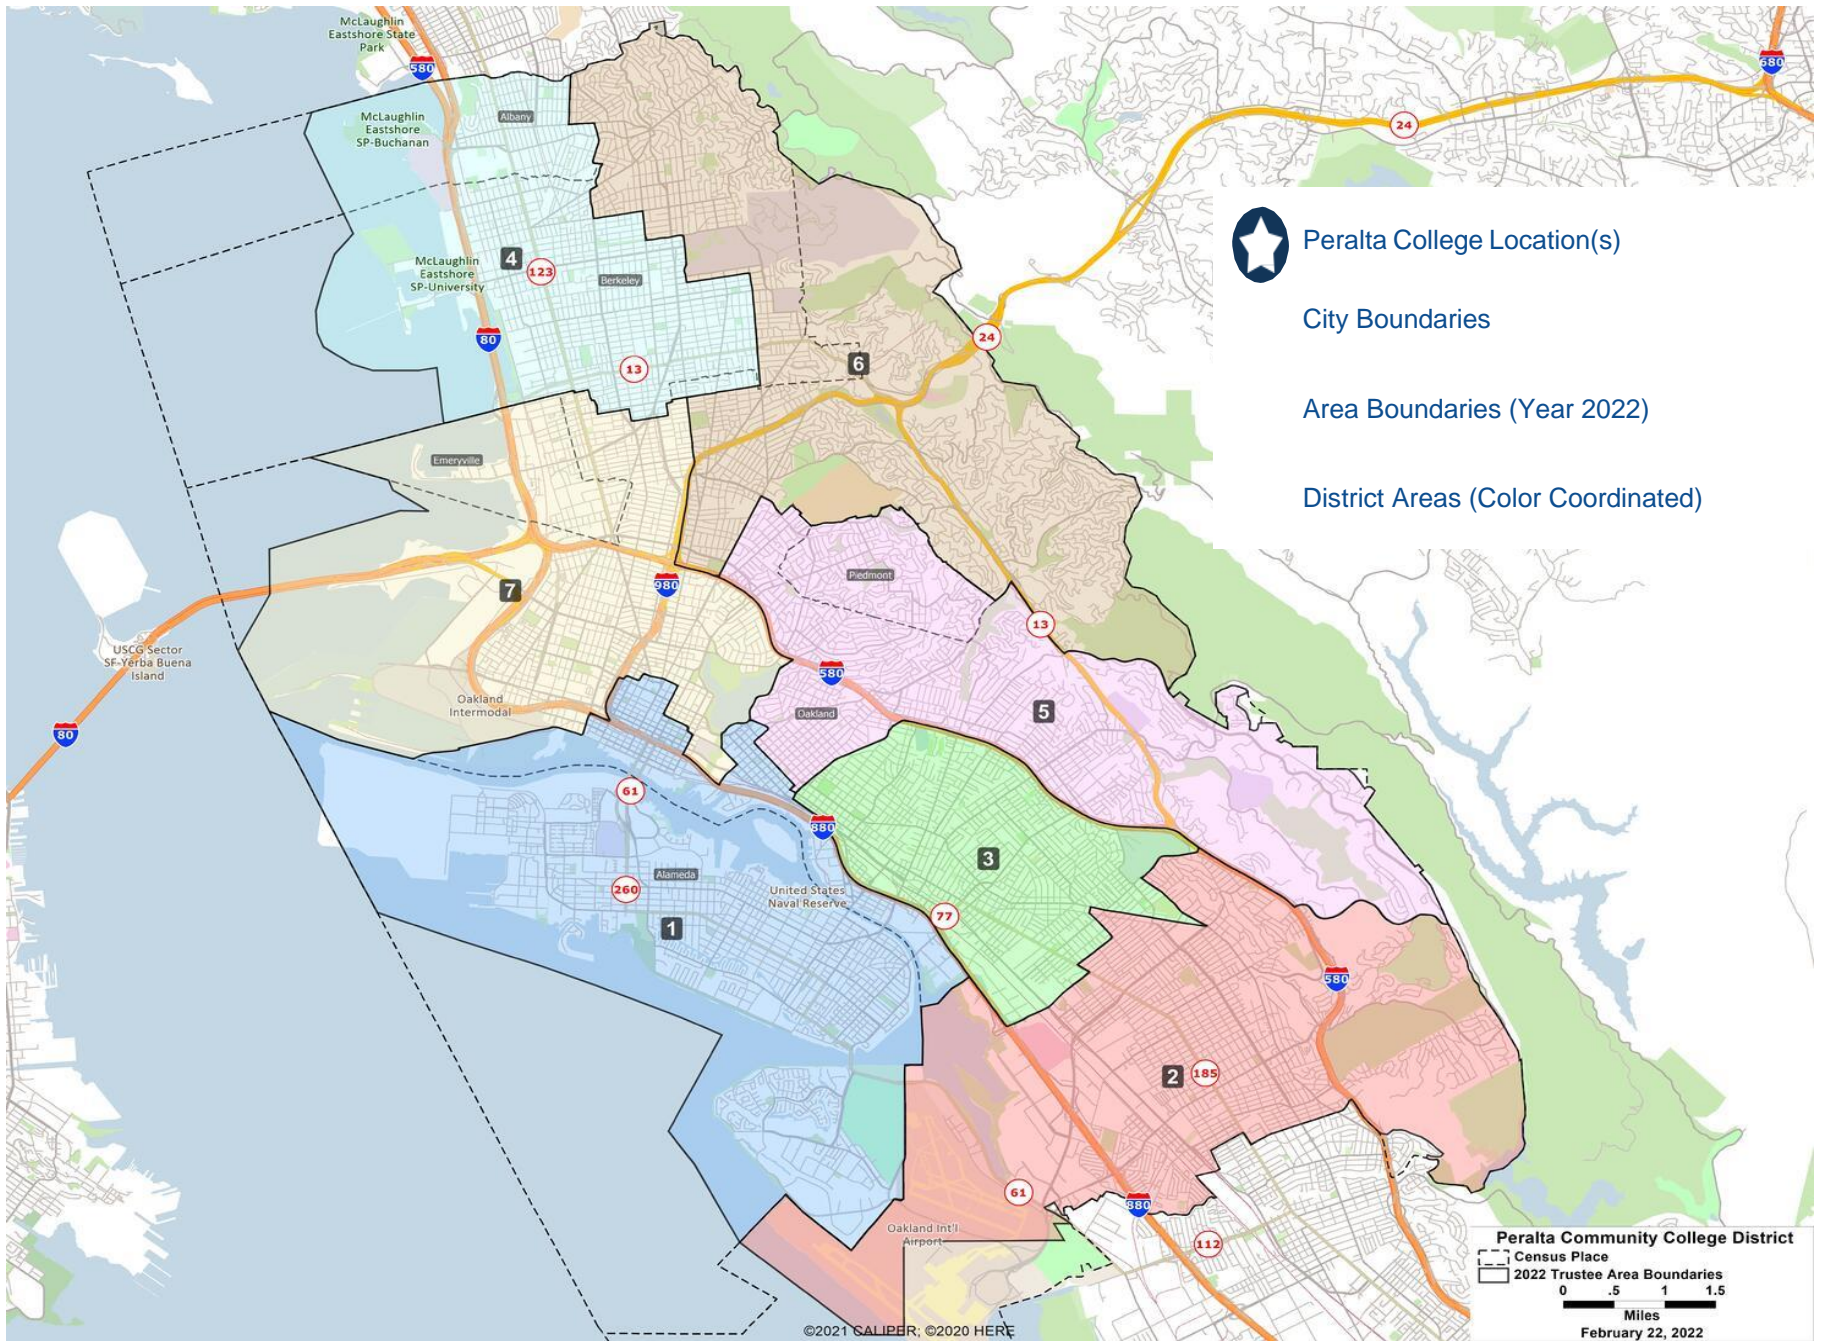 McLaughlin
Eastshore State
Park
580
680
McLaughlin
Eastshore
SP-Buchanan
Albany
24
Peralta College Location(s)
4
123
McLaughlin
Eastshore
SP-University
Berkeley
City Boundaries
80
24
13
6
Area Boundaries (Year 2022)
Emeryville
District Areas (Color Coordinated)
7
980
Piedmont
13
USCG Sector
SF-Yerba Buena
Island
580
Oakland
Intermodal
Oakland
5
80
61
880
3
Alameda
260
United States
Naval Reserve
77
1
580
2
185
61
880
Oakland Int'l
Airport
112
Peralta Community College District
Census Place
2022 Trustee Area Boundaries
0 .5 1 1.5
Miles
February 22, 2022
©2021 CALIPER; ©2020 HERE